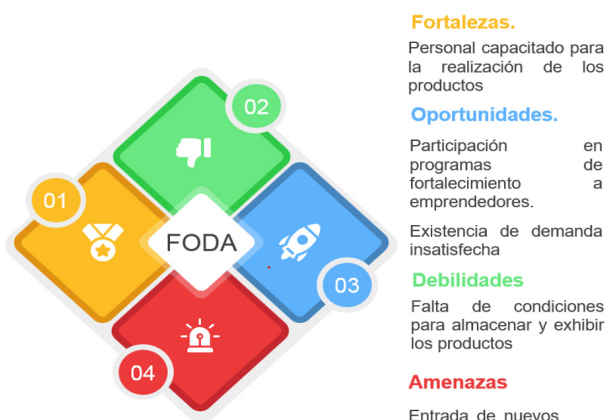 Fortalezas.
Personal capacitado para
la realización de los
productos
Oportunidades.
Participación en
programas de
fortalecimiento a
emprendedores.
Existencia de demanda
insatisfecha
Debilidades
Falta de condiciones
para almacenar y exhibir
los productos
Amenazas
Entrada de nuevos
02
01
FODA
03
04